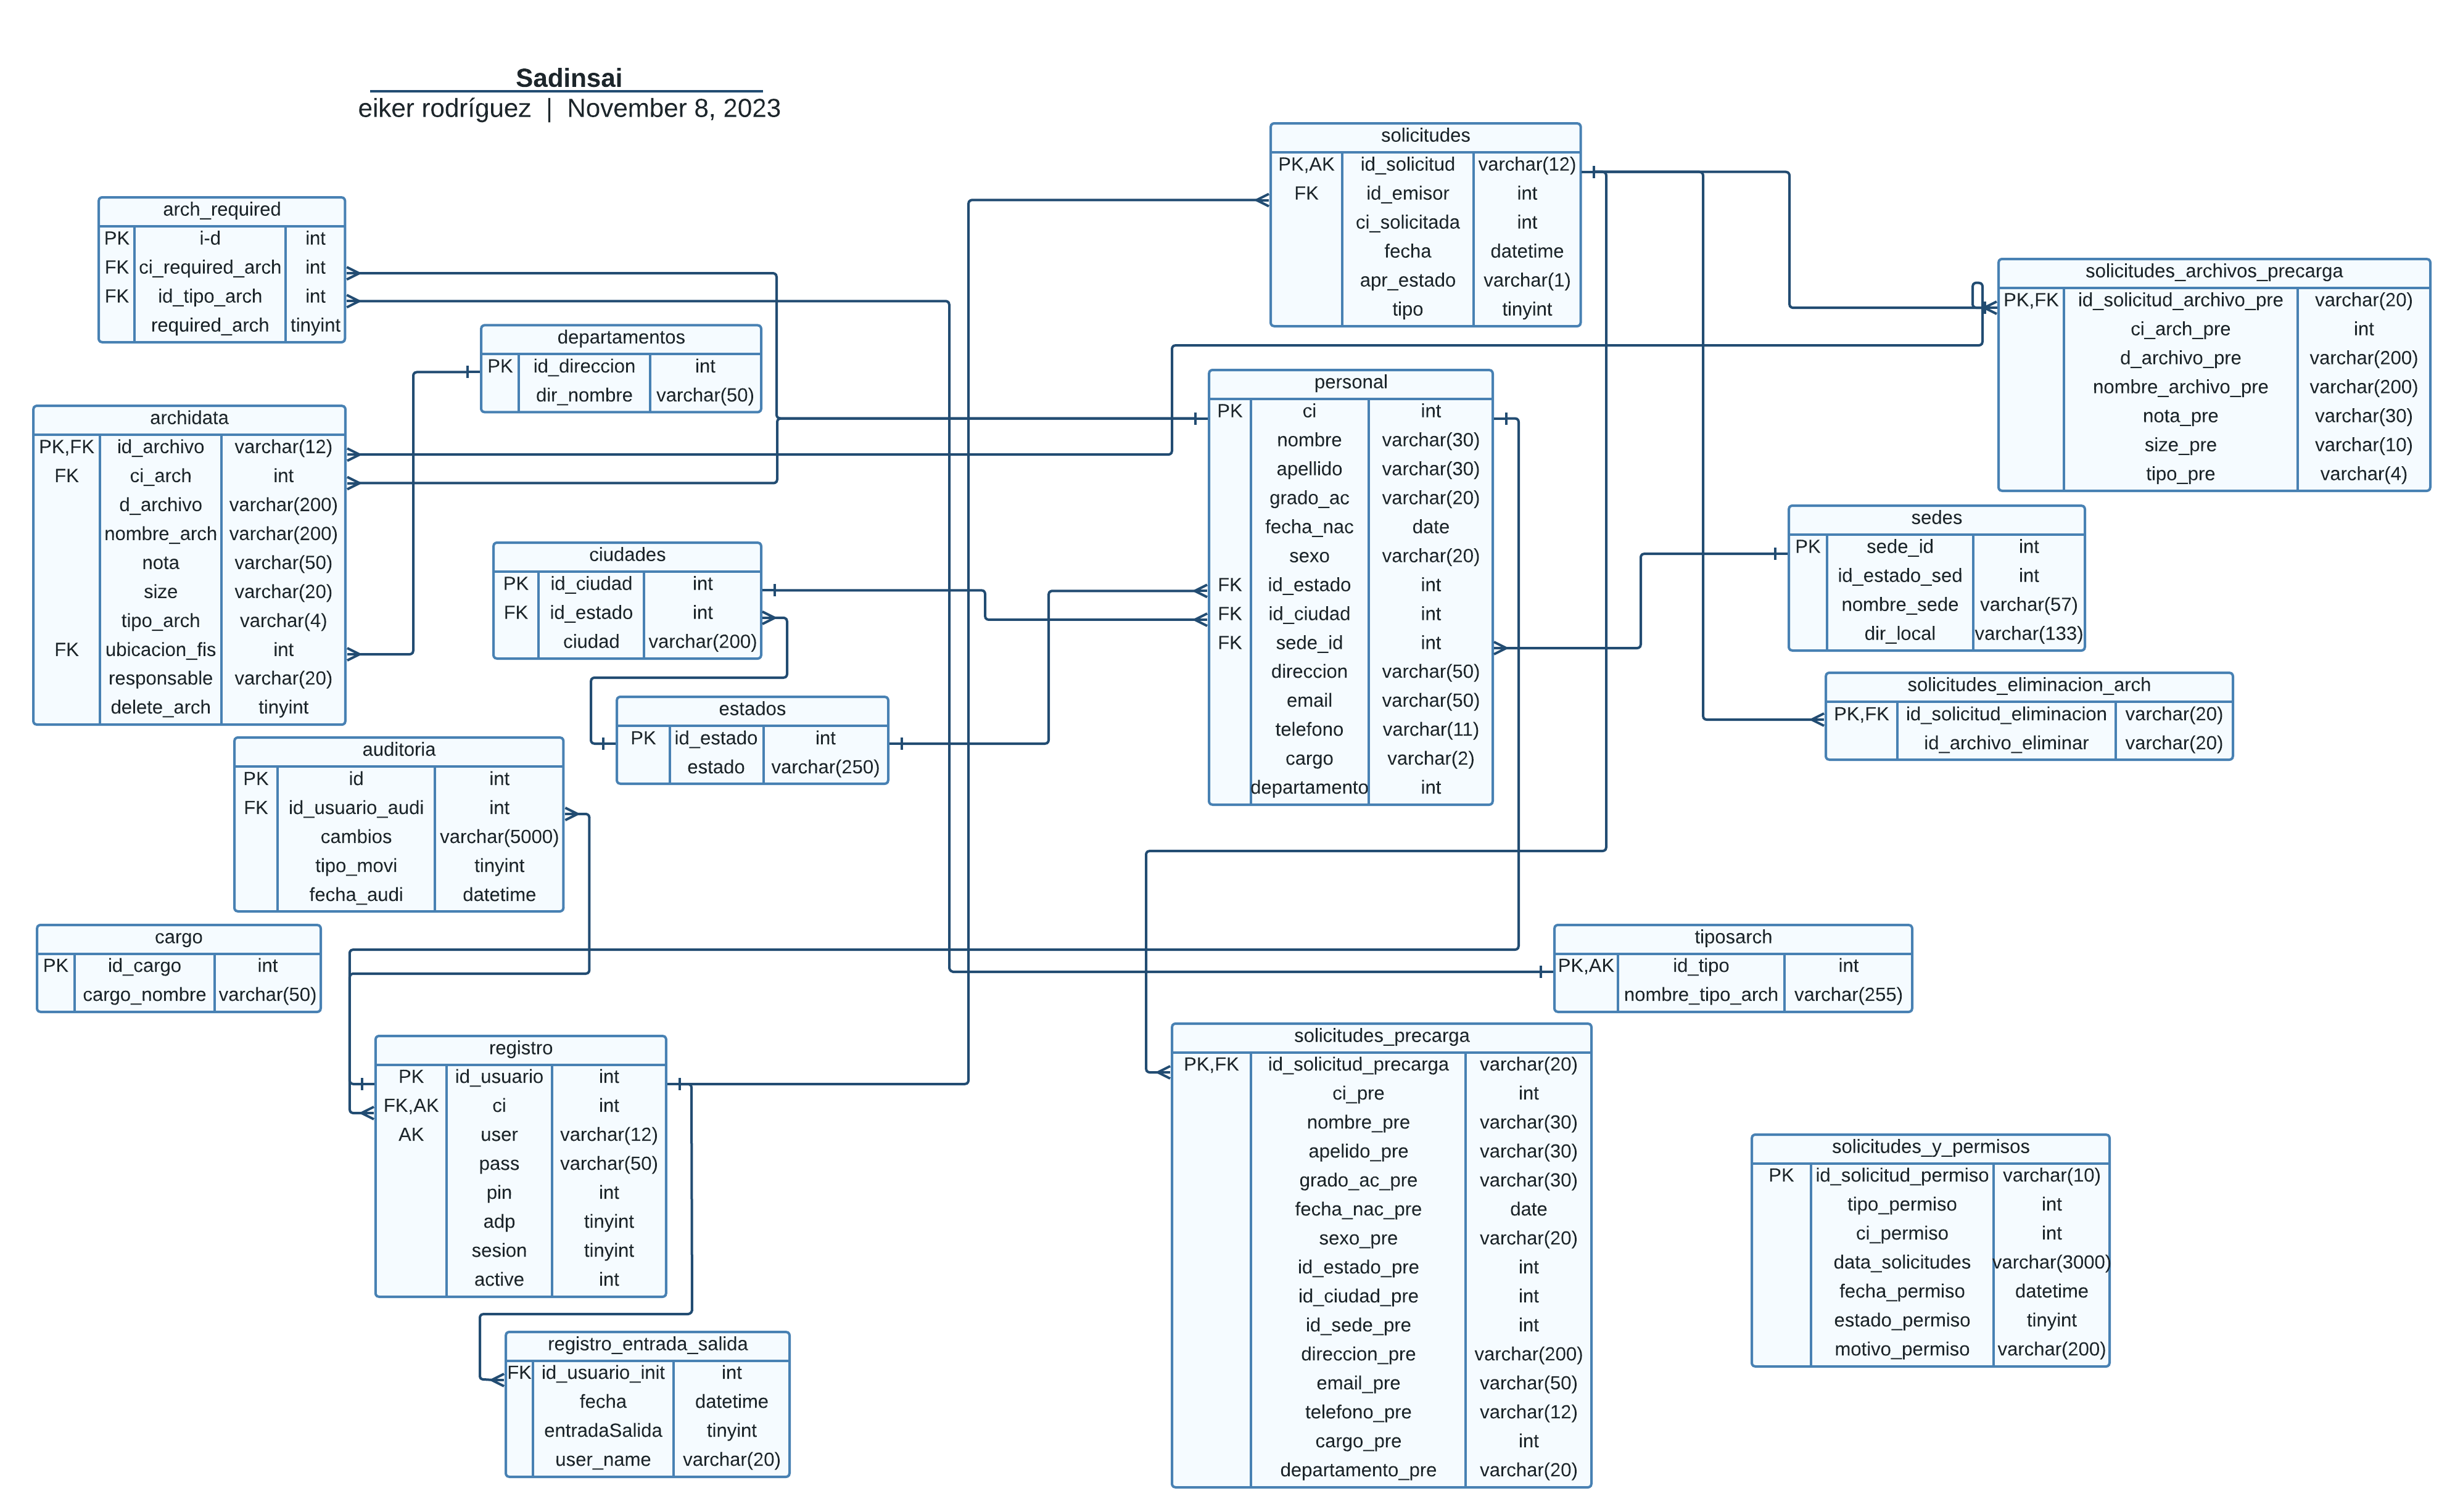 Sadinsai
eiker rodríguez | November 8, 2023
solicitudes
PK,AK id_solicitud varchar(12)
FK id_emisor int
ci_solicitada int
fecha datetime
apr_estado varchar(1)
tipo tinyint
arch_required
PK i-d int
FK ci_required_arch int
FK id_tipo_arch int
required_arch tinyint
solicitudes_archivos_precarga
PK,FK id_solicitud_archivo_pre varchar(20)
ci_arch_pre int
d_archivo_pre varchar(200)
nombre_archivo_pre varchar(200)
nota_pre varchar(30)
size_pre varchar(10)
tipo_pre varchar(4)
departamentos
PK id_direccion int
dir_nombre varchar(50)
personal
PK ci int
nombre varchar(30)
apellido varchar(30)
grado_ac varchar(20)
fecha_nac date
sexo varchar(20)
FK id_estado int
FK id_ciudad int
FK sede_id int
direccion varchar(50)
email varchar(50)
telefono varchar(11)
cargo varchar(2)
departamento int
archidata
PK,FK id_archivo varchar(12)
FK ci_arch int
d_archivo varchar(200)
nombre_arch varchar(200)
nota varchar(50)
size varchar(20)
tipo_arch varchar(4)
FK ubicacion_fis int
responsable varchar(20)
delete_arch tinyint
sedes
PK sede_id int
id_estado_sed int
nombre_sede varchar(57)
dir_local varchar(133)
ciudades
PK id_ciudad int
FK id_estado int
ciudad varchar(200)
solicitudes_eliminacion_arch
PK,FK id_solicitud_eliminacion varchar(20)
id_archivo_eliminar varchar(20)
estados
PK id_estado int
estado varchar(250)
auditoria
PK id int
FK id_usuario_audi int
cambios varchar(5000)
tipo_movi tinyint
fecha_audi datetime
cargo
PK id_cargo int
cargo_nombre varchar(50)
tiposarch
PK,AK id_tipo int
nombre_tipo_arch varchar(255)
solicitudes_precarga
PK,FK id_solicitud_precarga varchar(20)
ci_pre int
nombre_pre varchar(30)
apelido_pre varchar(30)
grado_ac_pre varchar(30)
fecha_nac_pre date
sexo_pre varchar(20)
id_estado_pre int
id_ciudad_pre int
id_sede_pre int
direccion_pre varchar(200)
email_pre varchar(50)
telefono_pre varchar(12)
cargo_pre int
departamento_pre varchar(20)
registro
PK id_usuario int
FK,AK ci int
AK user varchar(12)
pass varchar(50)
pin int
adp tinyint
sesion tinyint
active int
solicitudes_y_permisos
PK id_solicitud_permiso varchar(10)
tipo_permiso int
ci_permiso int
data_solicitudes varchar(3000)
fecha_permiso datetime
estado_permiso tinyint
motivo_permiso varchar(200)
registro_entrada_salida
FK id_usuario_init int
fecha datetime
entradaSalida tinyint
user_name varchar(20)